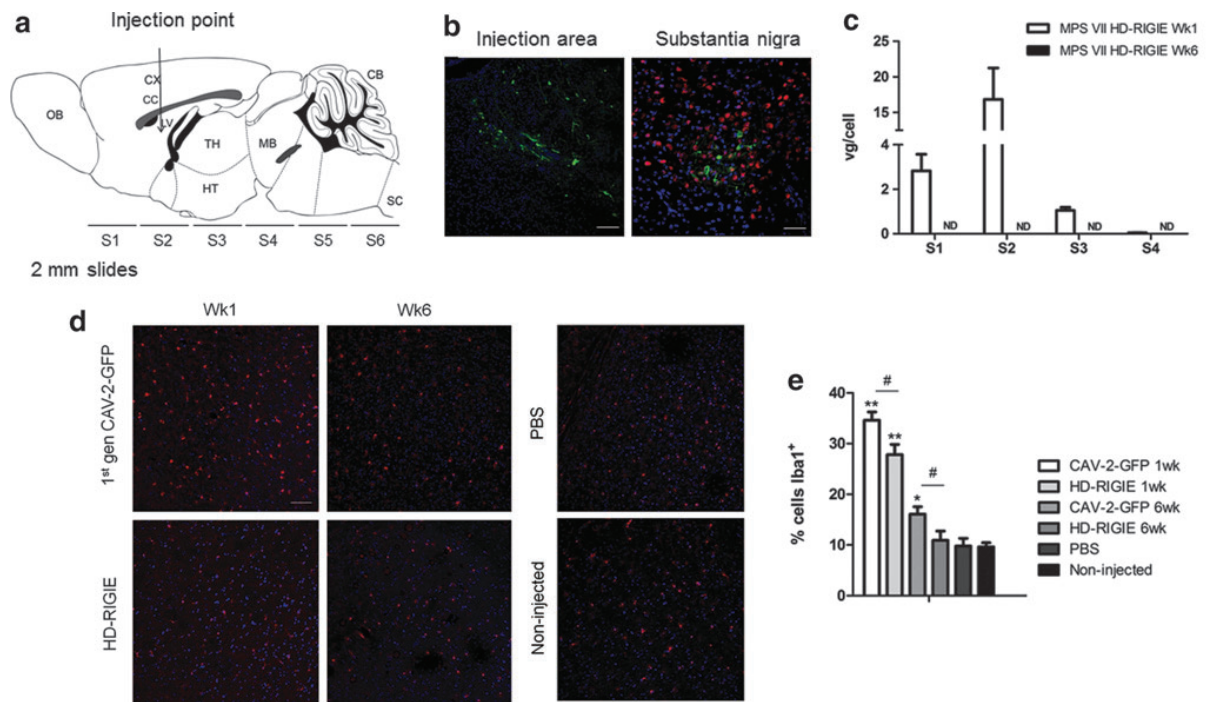 a
Injection point
OB
CX
CC
LV
TH
HT
MB
CB
SC
S1 S2 S3 S4 S5 S6
2 mm slides
b
Injection area Substantia nigra
c
MPS VII HD-RIGIE Wk1
MPS VII HD-RIGIE Wk6
vg/cell
25
20
15
10
4
2
0
ND ND ND ND
S1 S2 S3 S4
d
Wk1 Wk6
1st gen CAV-2-GFP
HD-RIGIE
PBS
Non-injected
e
% cells Iba1+
40
30
20
10
0
** # ** * #
CAV-2-GFP 1wk
HD-RIGIE 1wk
CAV-2-GFP 6wk
HD-RIGIE 6wk
PBS
Non-injected